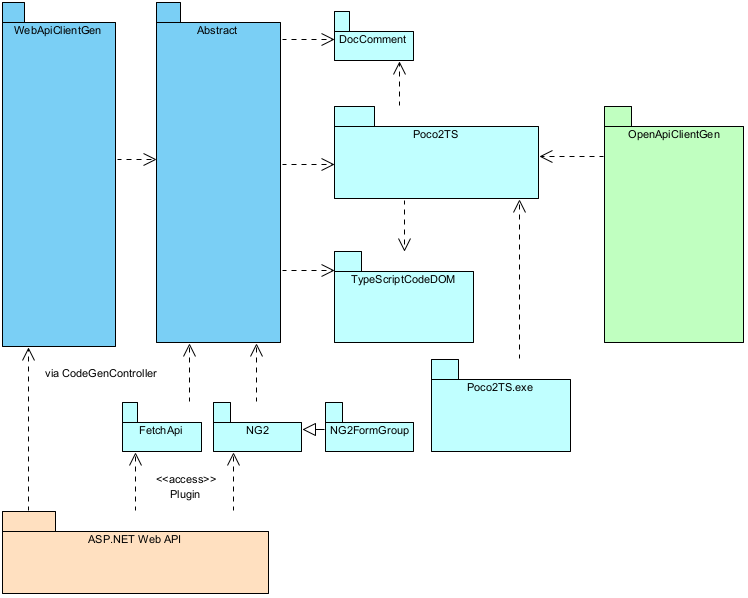 WebApiClientGen
Abstract
DocComment
Poco2TS
OpenApiClientGen
TypeScriptCodeDOM
via CodeGenController
Poco2TS.exe
FetchApi
NG2
NG2FormGroup
<<access>>
Plugin
ASP.NET Web API